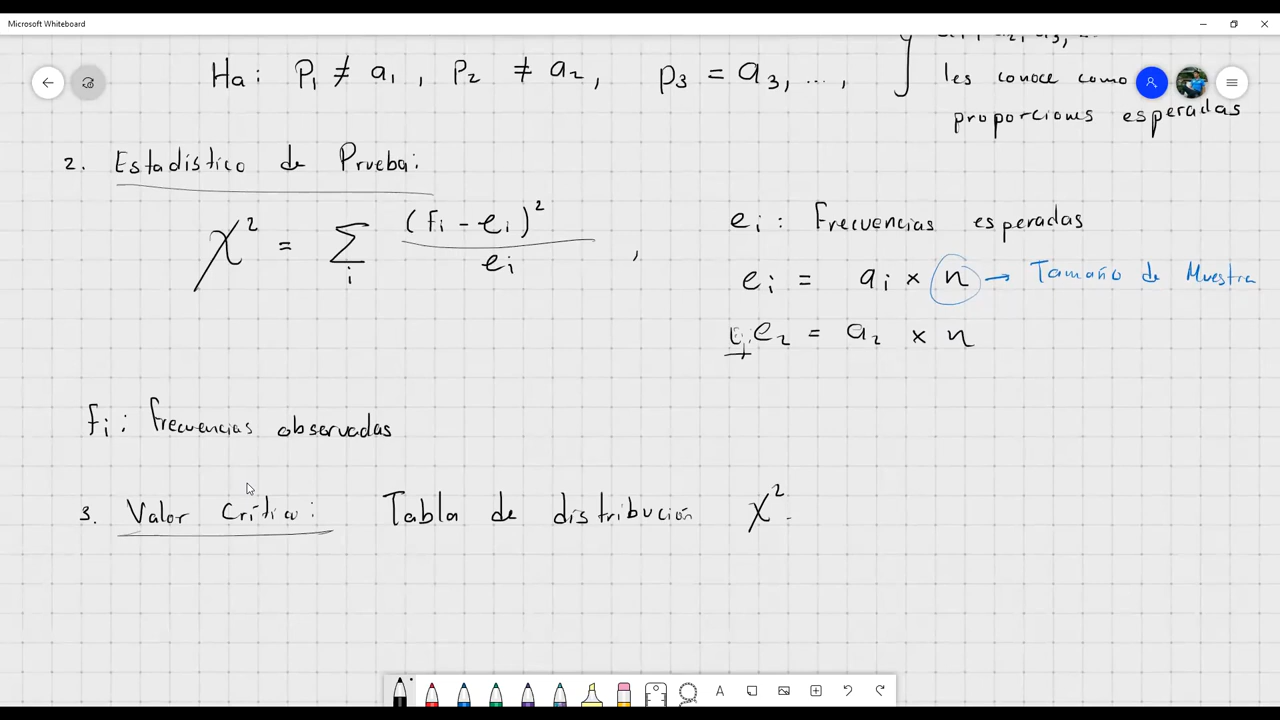 Microsoft Whiteboard
Ha: P₁ ≠ a₁, P₂ ≠ a₂, p₃ = a₃, ...,
les conoce como
proporciones esperadas
2. Estadístico de Prueba:
χ² = Σᵢ (fᵢ - eᵢ)² / eᵢ ,
eᵢ : Frecuencias esperadas
eᵢ = aᵢ × n → Tamaño de Muestra
e₂ = a₂ × n
fᵢ : frecuencias observadas
3. Valor Crítico: Tabla de distribución χ².